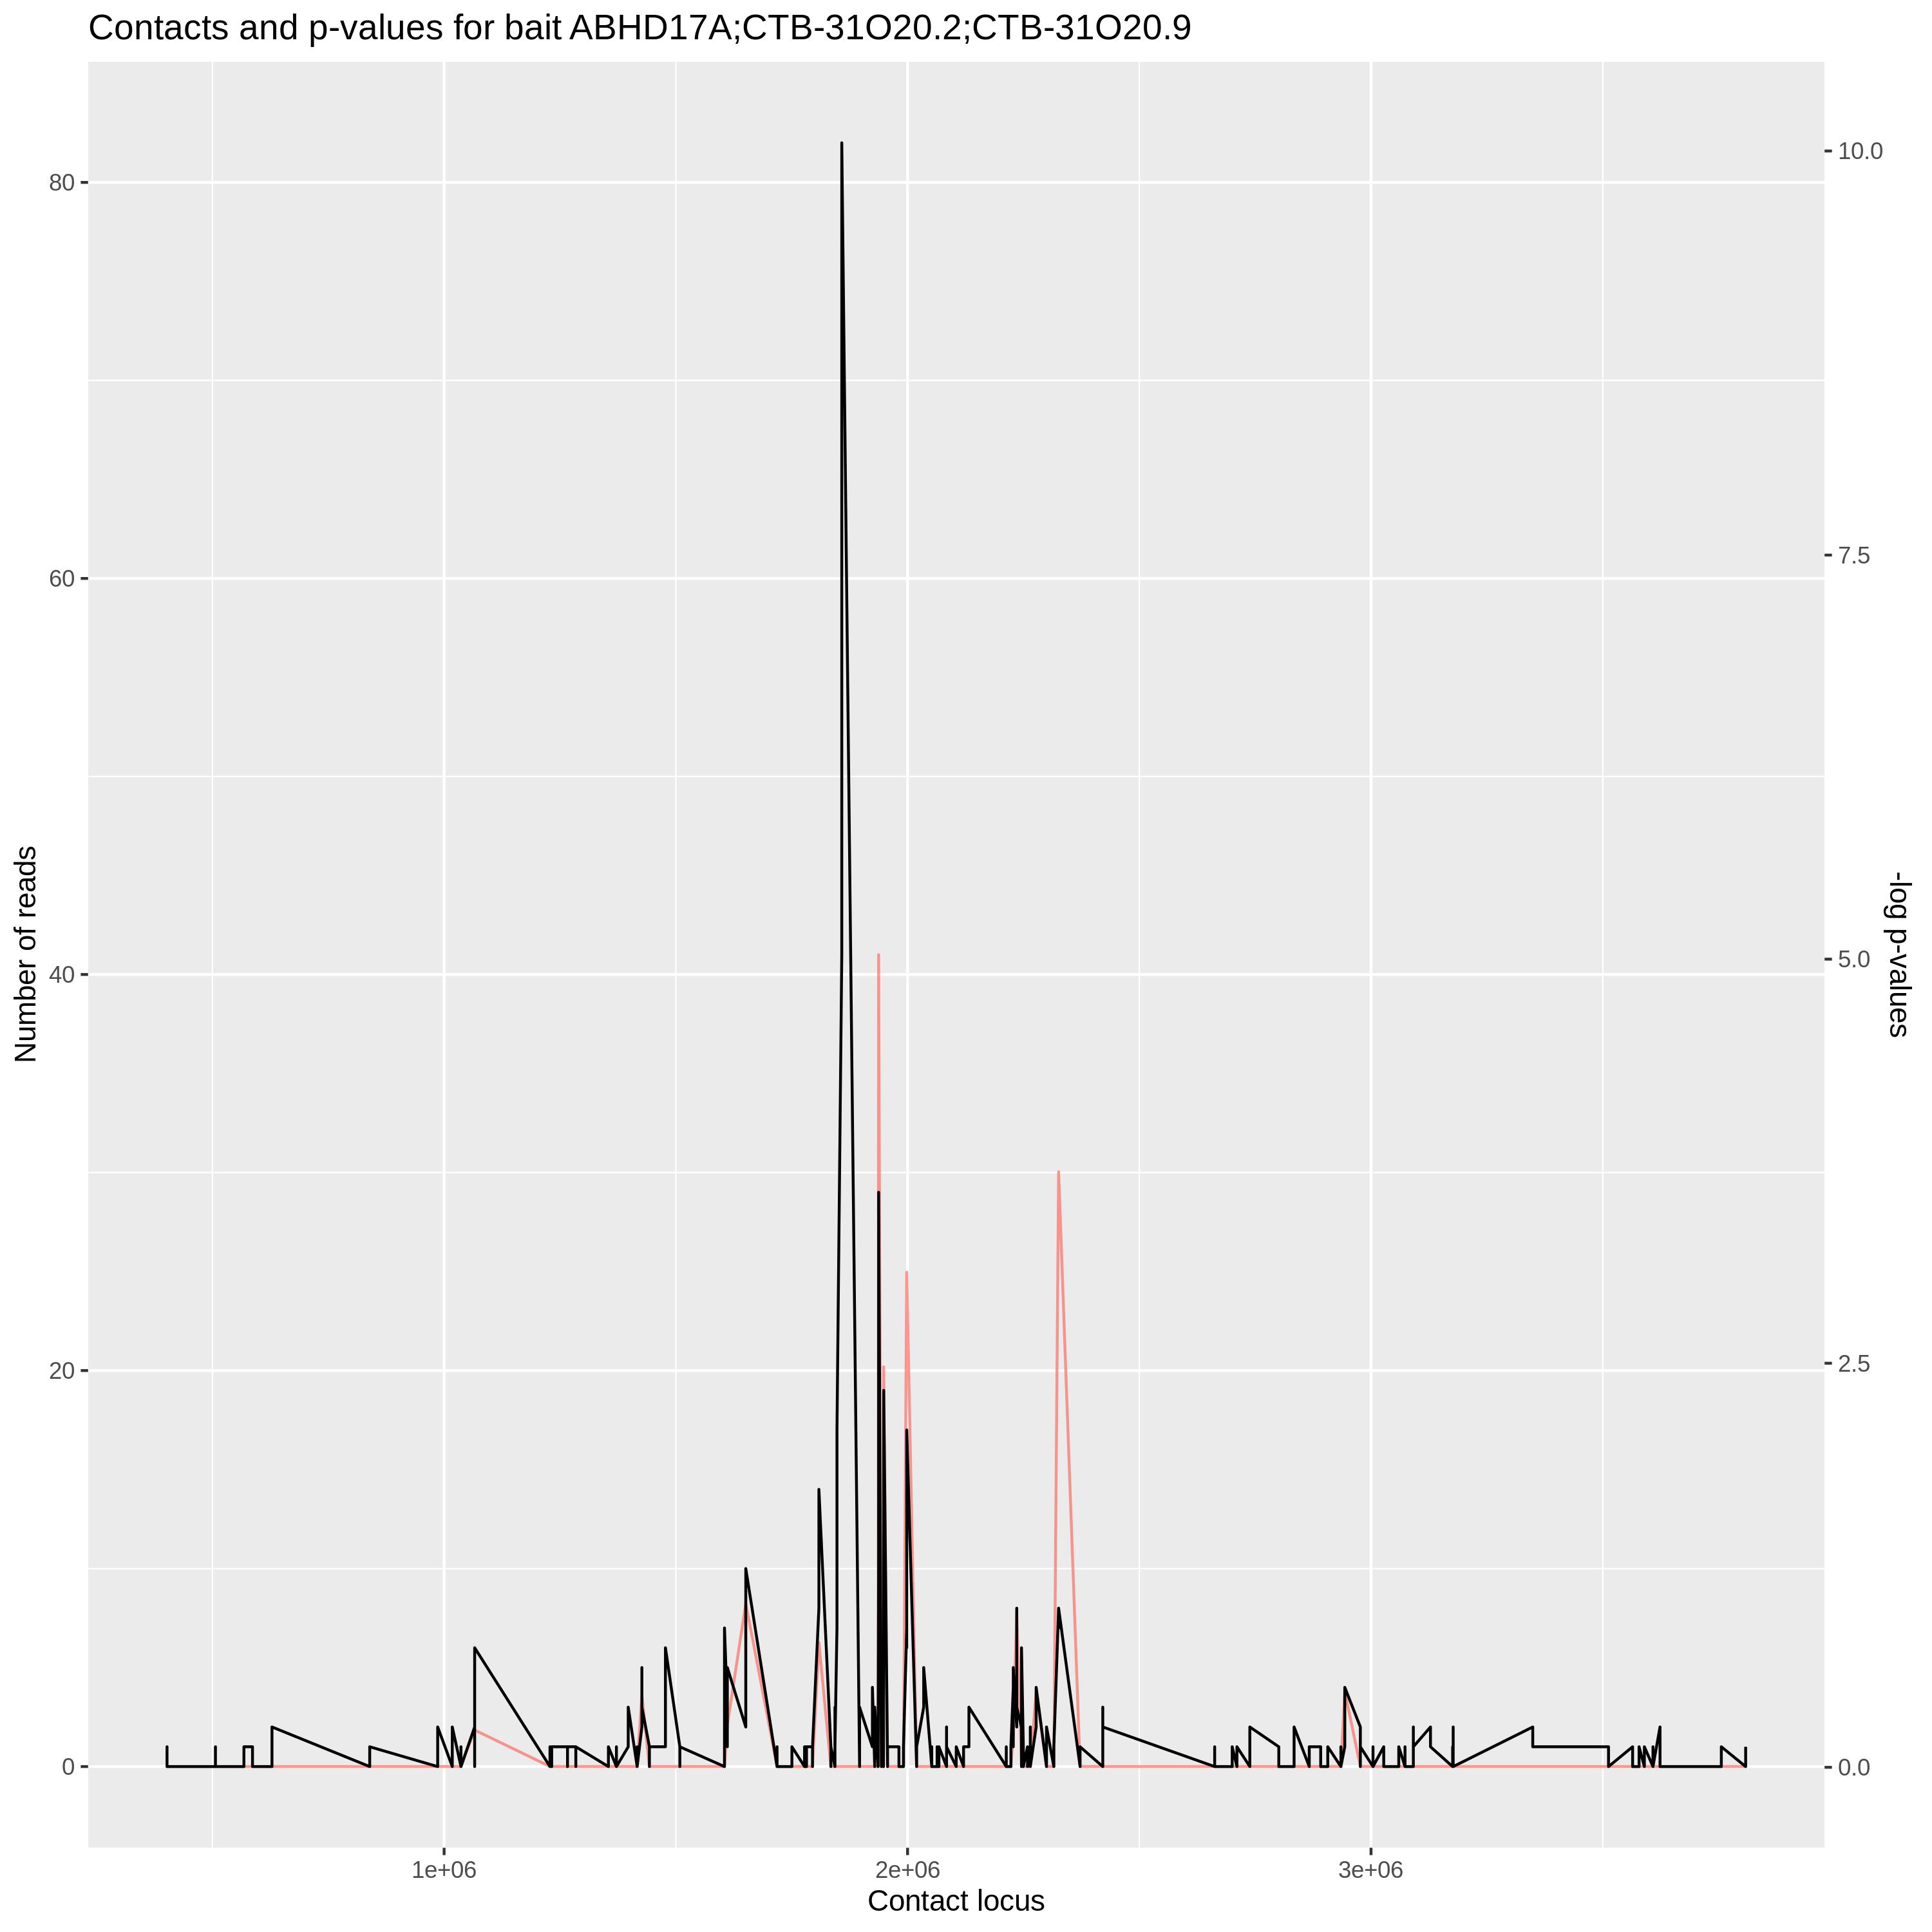 Contacts and p-values for bait ABHD17A;CTB-31O20.2;CTB-31O20.9
80
60
40
20
0
Number of reads
10.0
7.5
5.0
2.5
0.0
-log p-values
1e+06
2e+06
3e+06
Contact locus